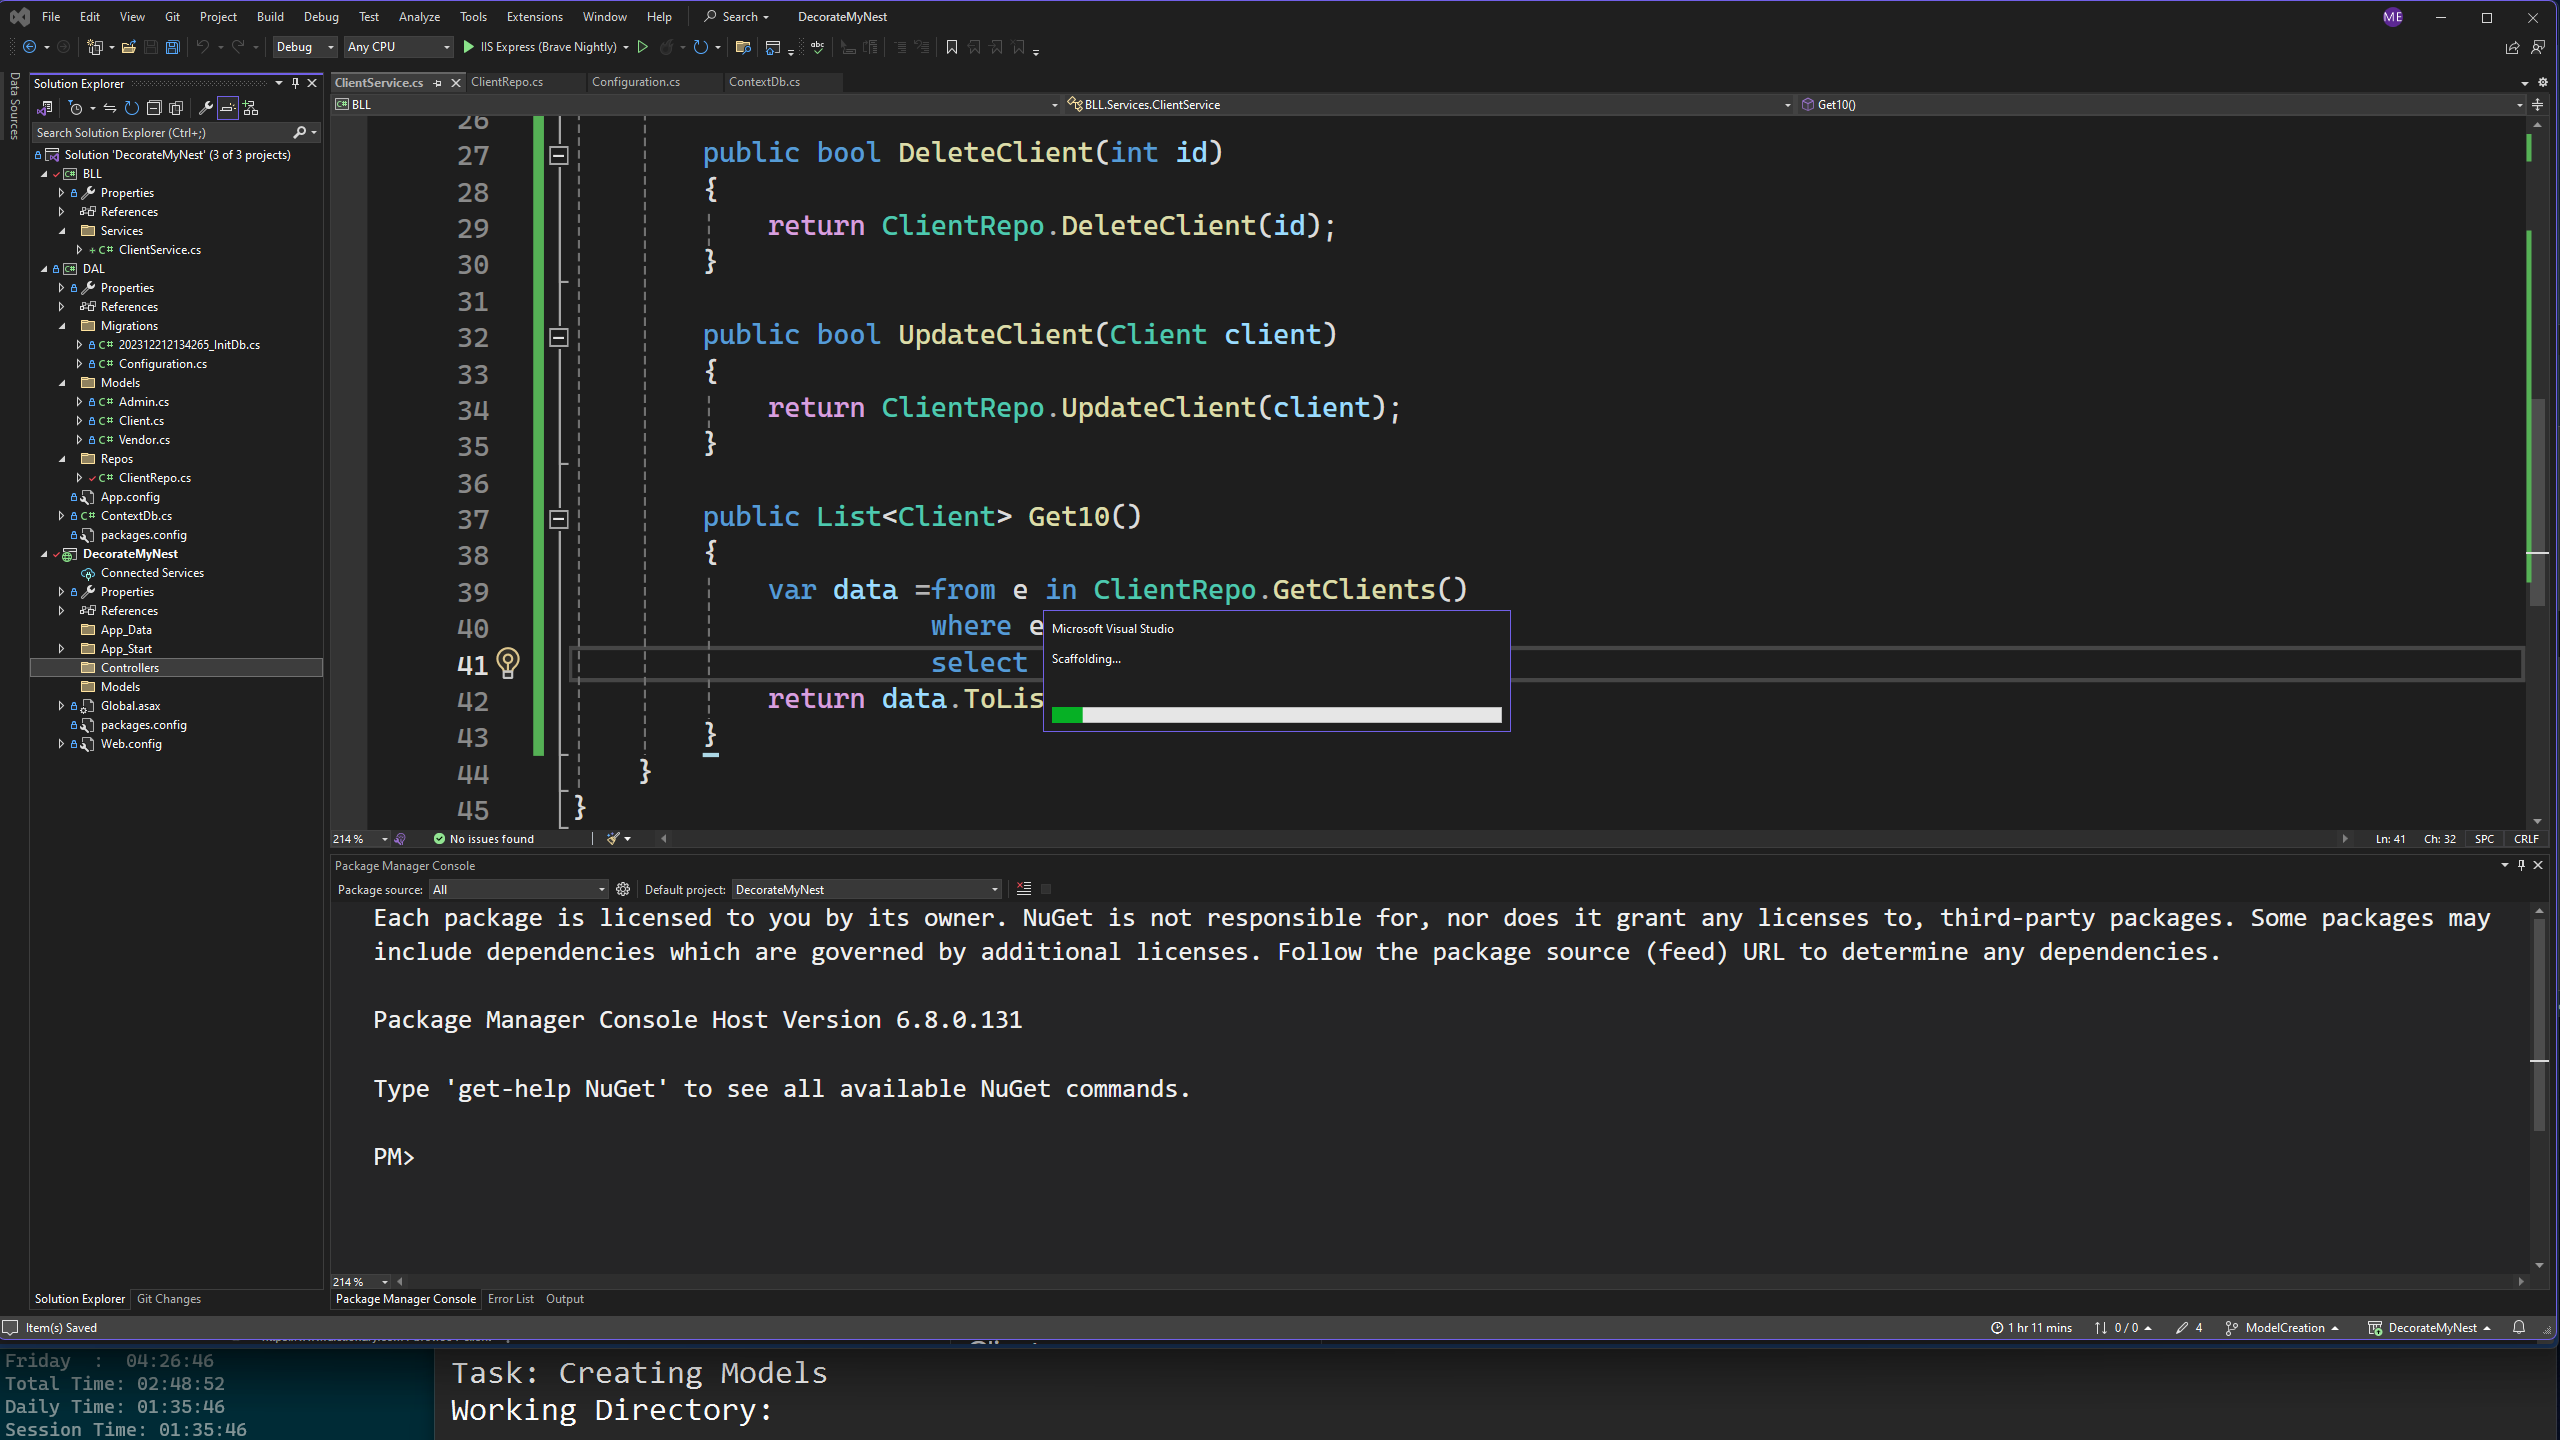 File Edit View Git Project Build Debug Test Analyze Tools Extensions Window Help Search DecorateMyNest ME
Debug Any CPU IIS Express (Brave Nightly)
Data Sources
Solution Explorer
Search Solution Explorer (Ctrl+;)
Solution 'DecorateMyNest' (3 of 3 projects)
BLL
Properties
References
Services
C# ClientService.cs
DAL
Properties
References
Migrations
C# 202312212134265_InitDb.cs
C# Configuration.cs
Models
C# Admin.cs
C# Client.cs
C# Vendor.cs
Repos
C# ClientRepo.cs
App.config
C# ContextDb.cs
packages.config
DecorateMyNest
Connected Services
Properties
References
App_Data
App_Start
Controllers
Models
Global.asax
packages.config
Web.config
Solution Explorer Git Changes
ClientService.cs ClientRepo.cs Configuration.cs ContextDb.cs
BLL BLL.Services.ClientService Get10()
26
27 public bool DeleteClient(int id)
28 {
29 return ClientRepo.DeleteClient(id);
30 }
31
32 public bool UpdateClient(Client client)
33 {
34 return ClientRepo.UpdateClient(client);
35 }
36
37 public List<Client> Get10()
38 {
39 var data =from e in ClientRepo.GetClients()
40 where e
41 select
42 return data.ToLis
43 }
44 }
45 }
Microsoft Visual Studio
Scaffolding...
214 % No issues found Ln: 41 Ch: 32 SPC CRLF
Package Manager Console
Package source: All Default project: DecorateMyNest
Each package is licensed to you by its owner. NuGet is not responsible for, nor does it grant any licenses to, third-party packages. Some packages may
include dependencies which are governed by additional licenses. Follow the package source (feed) URL to determine any dependencies.
Package Manager Console Host Version 6.8.0.131
Type 'get-help NuGet' to see all available NuGet commands.
PM>
214 %
Package Manager Console Error List Output
Item(s) Saved 1 hr 11 mins 0 / 0 4 ModelCreation DecorateMyNest
Friday : 04:26:46
Total Time: 02:48:52
Daily Time: 01:35:46
Session Time: 01:35:46
Task: Creating Models
Working Directory: